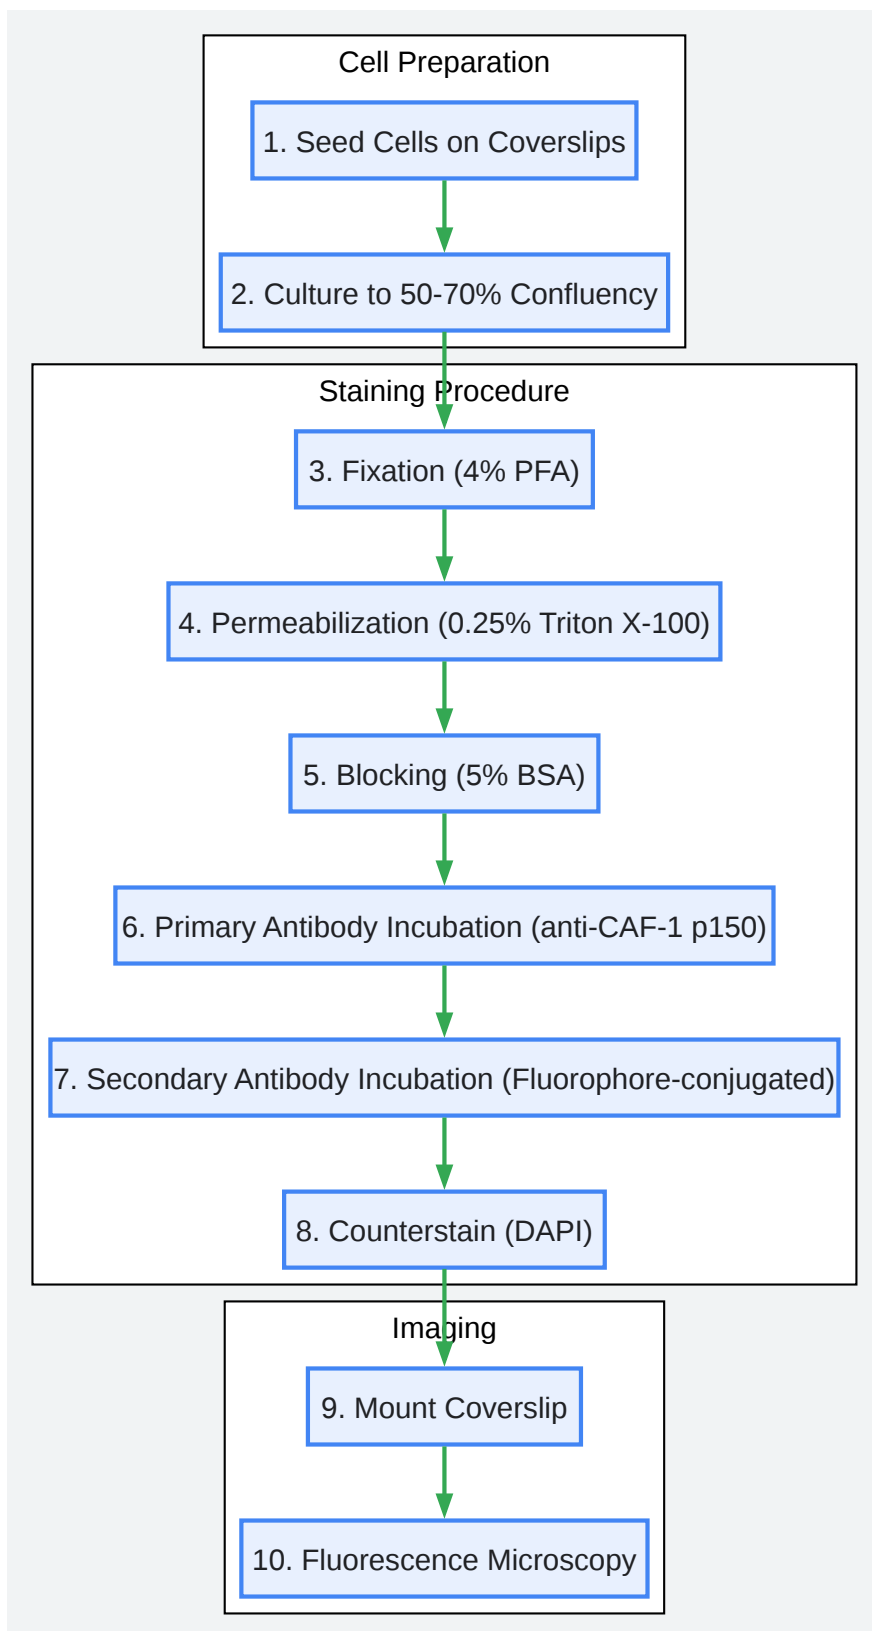 Cell Preparation
1. Seed Cells on Coverslips
2. Culture to 50-70% Confluency
Staining Procedure
3. Fixation (4% PFA)
4. Permeabilization (0.25% Triton X-100)
5. Blocking (5% BSA)
6. Primary Antibody Incubation (anti-CAF-1 p150)
7. Secondary Antibody Incubation (Fluorophore-conjugated)
8. Counterstain (DAPI)
Imaging
9. Mount Coverslip
10. Fluorescence Microscopy